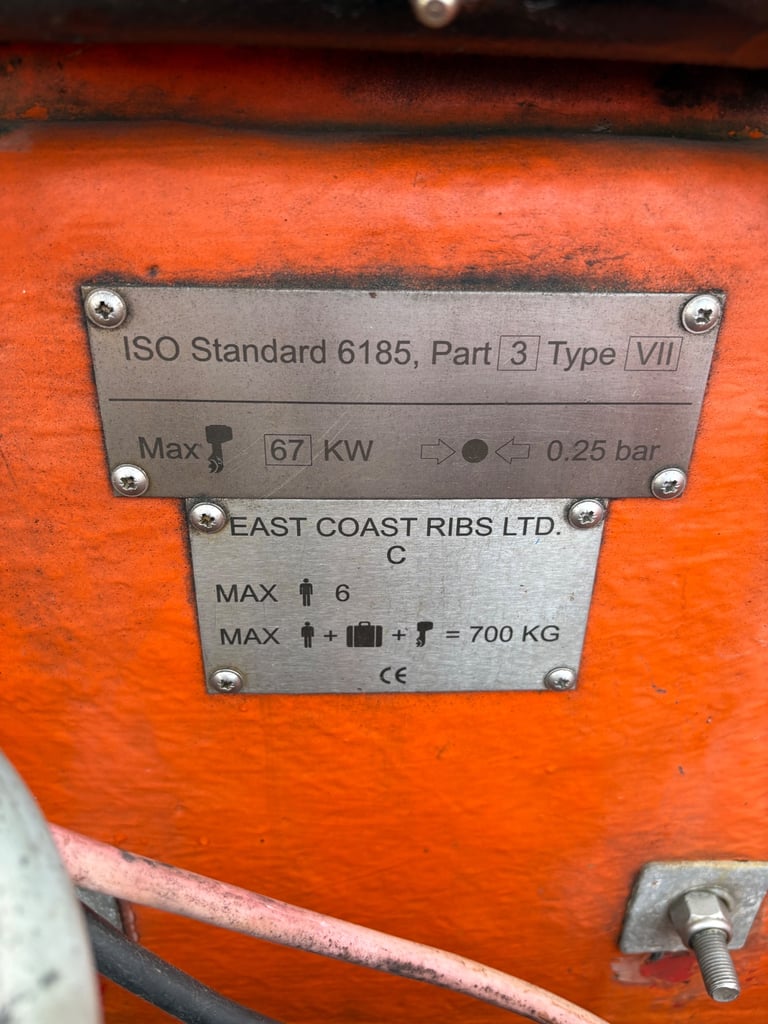 ISO Standard 6185, Part 3 Type VII
Max 67 KW 0.25 bar
EAST COAST RIBS LTD.
C
MAX 6
MAX + + = 700 KG
CE